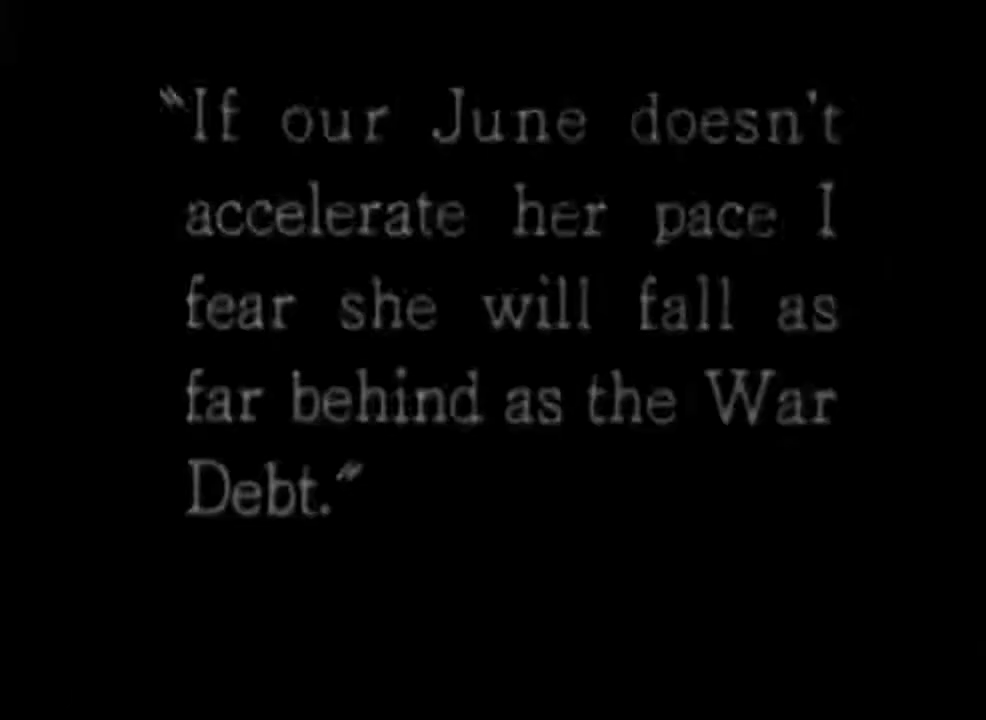 "If our June doesn't
accelerate her pace I
fear she will fall as
far behind as the War
Debt."